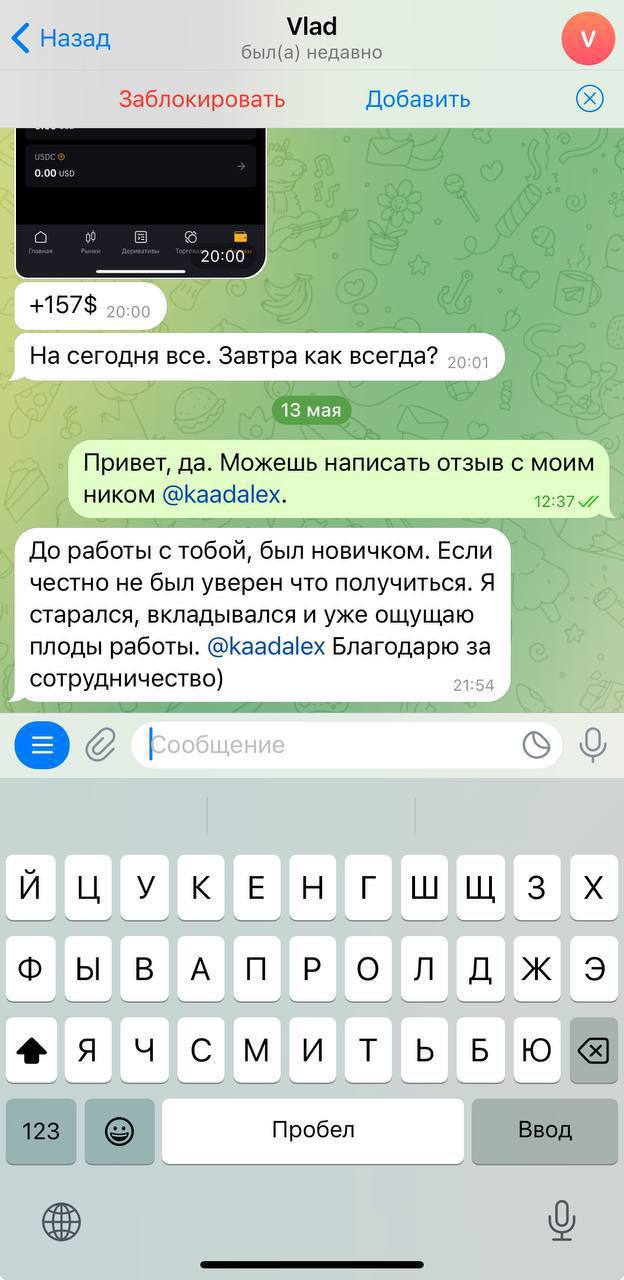 Назад
Vlad
был(а) недавно
V
Заблокировать
Добавить
USDC
0.00 USD
Главная
Рынки
Деривативы
20:00
+157$ 20:00
На сегодня все. Завтра как всегда? 20:01
13 мая
Привет, да. Можешь написать отзыв с моим
ником @kaadalex.
12:37
До работы с тобой, был новичком. Если
честно не был уверен что получиться. Я
старался, вкладывался и уже ощущаю
плоды работы. @kaadalex Благодарю за
сотрудничество)
21:54
Сообщение
Й Ц У К Е Н Г Ш Щ З Х
Ф Ы В А П Р О Л Д Ж Э
Я Ч С М И Т Ь Б Ю
123 Пробел Ввод